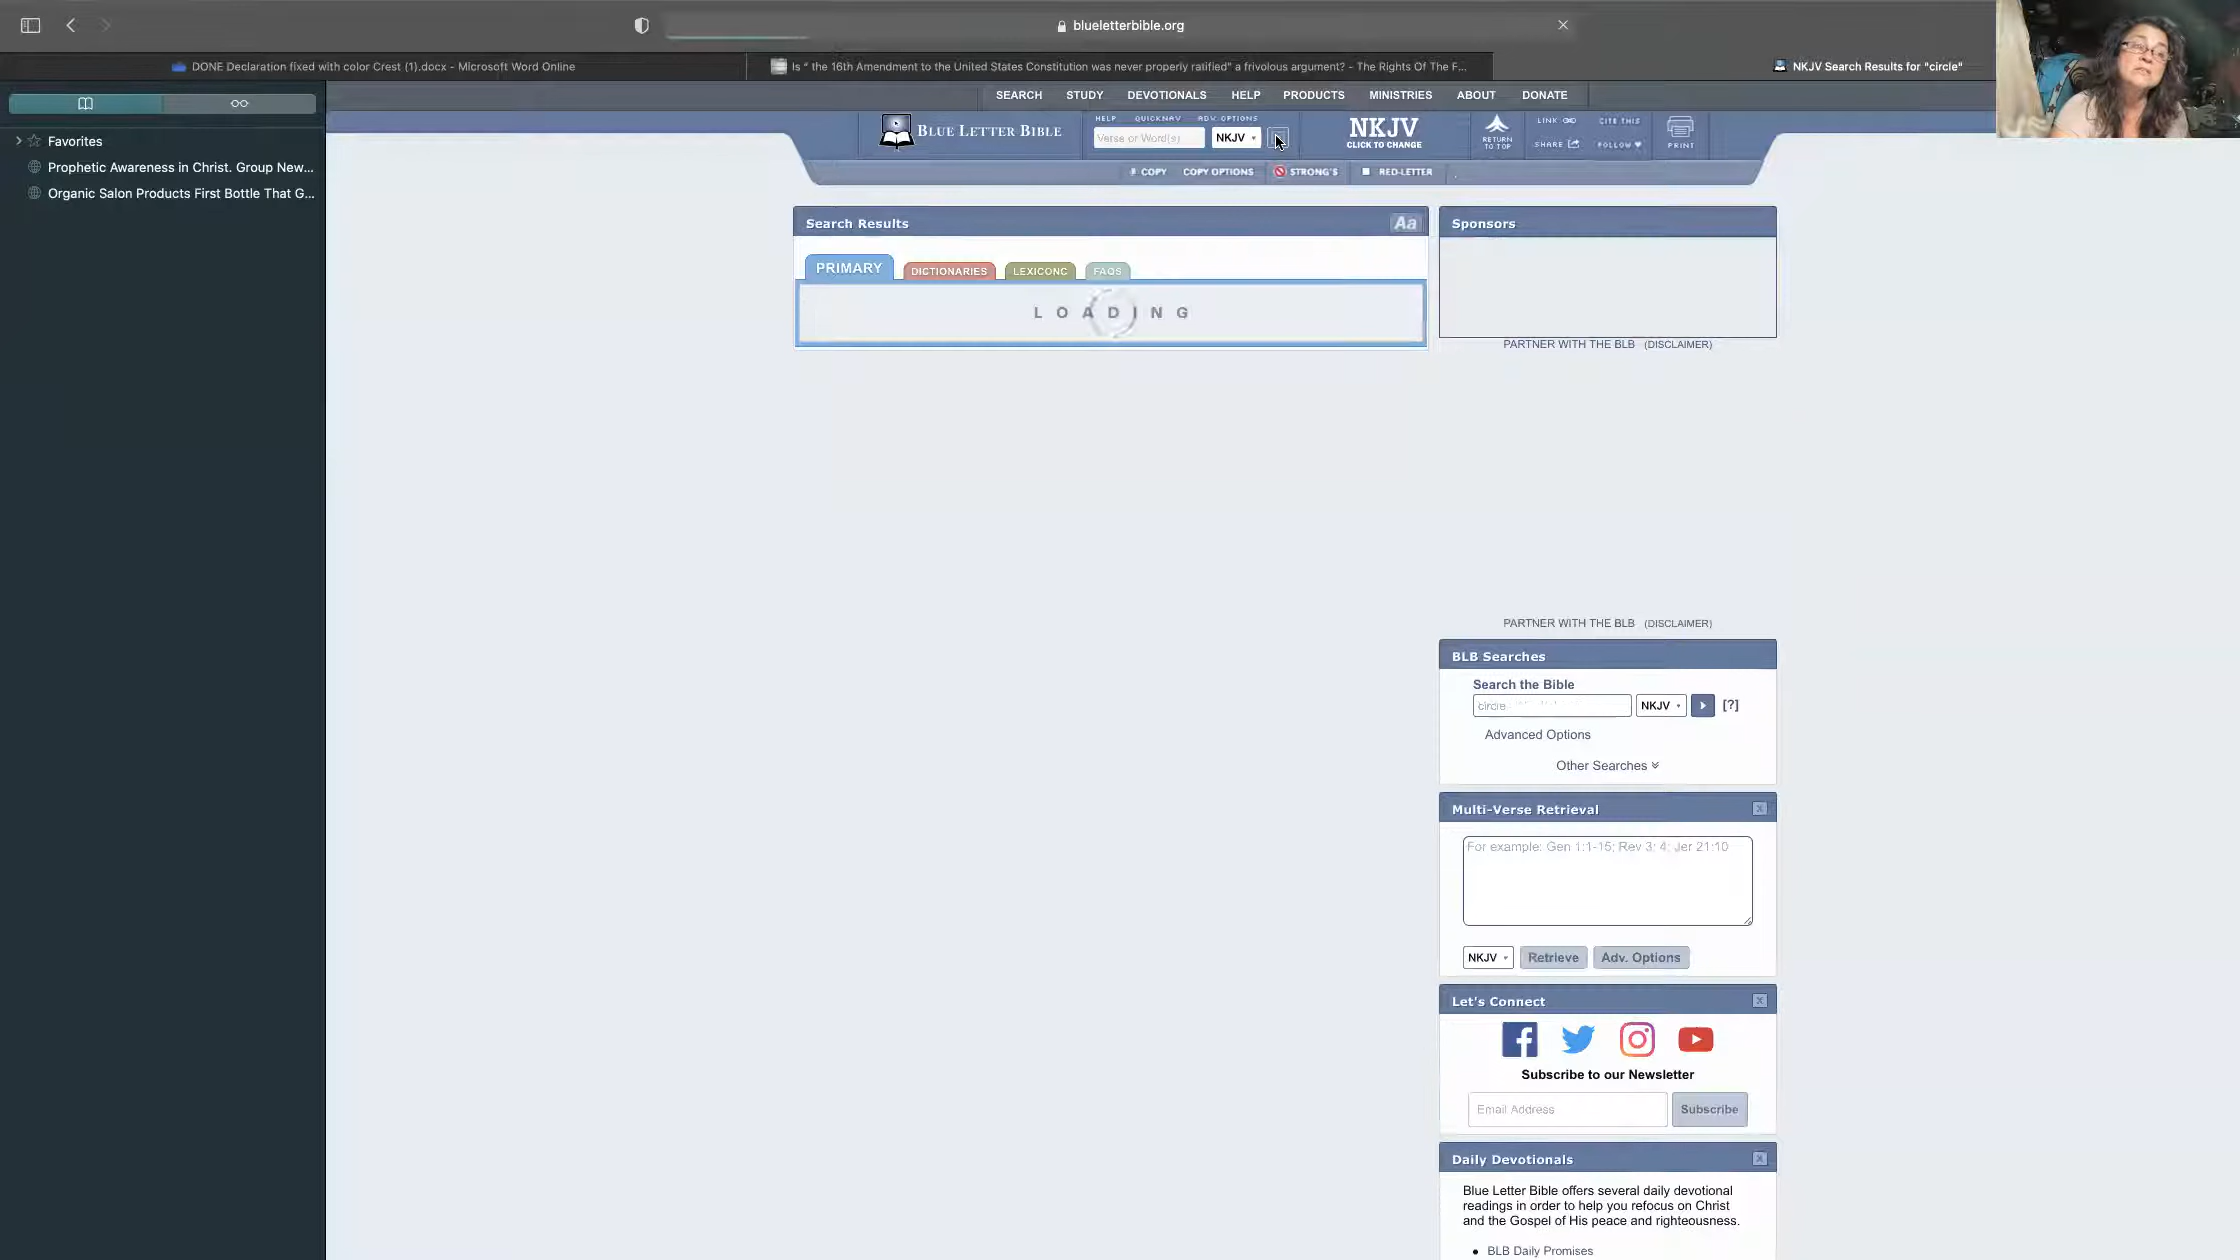 blueletterbible.org
DONE Declaration fixed with color Crest (1).docx - Microsoft Word Online
Is " the 16th Amendment to the United States Constitution was never properly ratified" a frivolous argument? - The Rights Of The F...
NKJV Search Results for "circle"
Favorites
Prophetic Awareness in Christ. Group New...
Organic Salon Products First Bottle That G...
SEARCH STUDY DEVOTIONALS HELP PRODUCTS MINISTRIES ABOUT DONATE
BLUE LETTER BIBLE
HELP QUICKNAV ADV. OPTIONS
Verse or Word(s) NKJV
NKJV
CLICK TO CHANGE
RETURN
TO TOP
LINK CITE THIS
SHARE FOLLOW
PRINT
COPY COPY OPTIONS STRONG'S RED-LETTER
Search Results Aa
PRIMARY DICTIONARIES LEXICONC FAQS
LOADING
Sponsors
PARTNER WITH THE BLB (DISCLAIMER)
PARTNER WITH THE BLB (DISCLAIMER)
BLB Searches
Search the Bible
circle NKJV [?]
Advanced Options
Other Searches
Multi-Verse Retrieval x
For example: Gen 1:1-15; Rev 3; 4; Jer 21:10
NKJV Retrieve Adv. Options
Let's Connect x
Subscribe to our Newsletter
Email Address Subscribe
Daily Devotionals x
Blue Letter Bible offers several daily devotional
readings in order to help you refocus on Christ
and the Gospel of His peace and righteousness.
• BLB Daily Promises